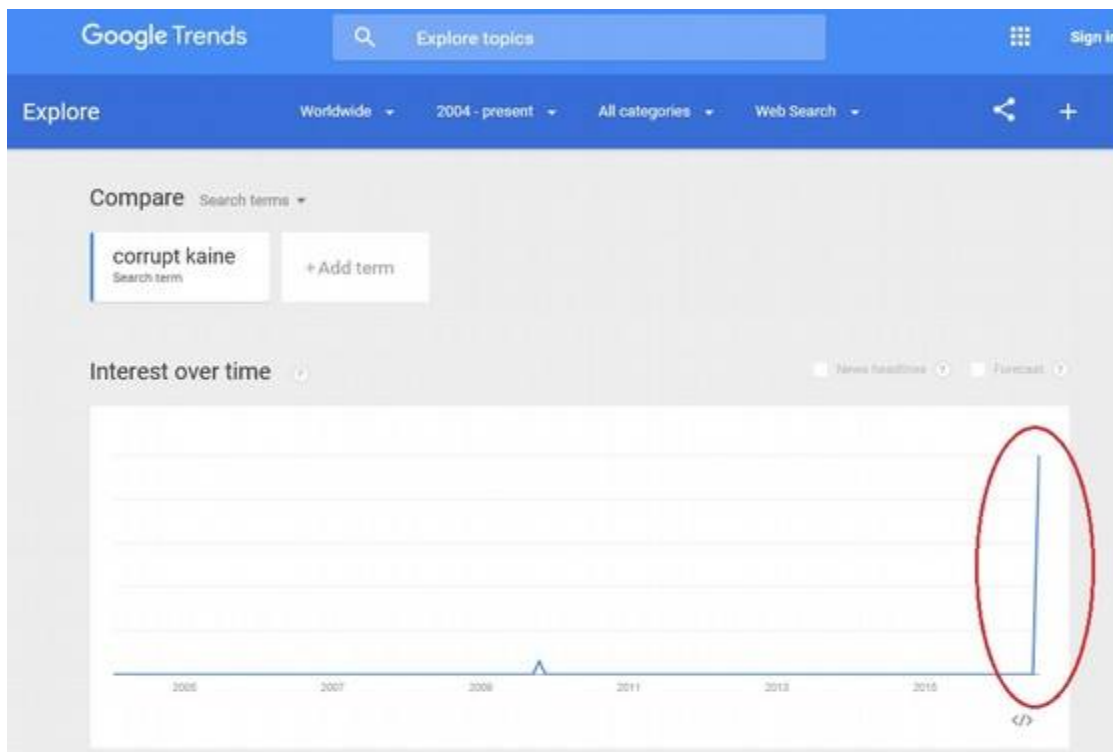 Google Trends Explore topics Sign in
Explore Worldwide 2004 - present All categories Web Search
Compare Search terms
corrupt kaine
Search term
+ Add term
Interest over time ? News headlines ? Forecast ?
2005 2007 2009 2011 2013 2015
</>